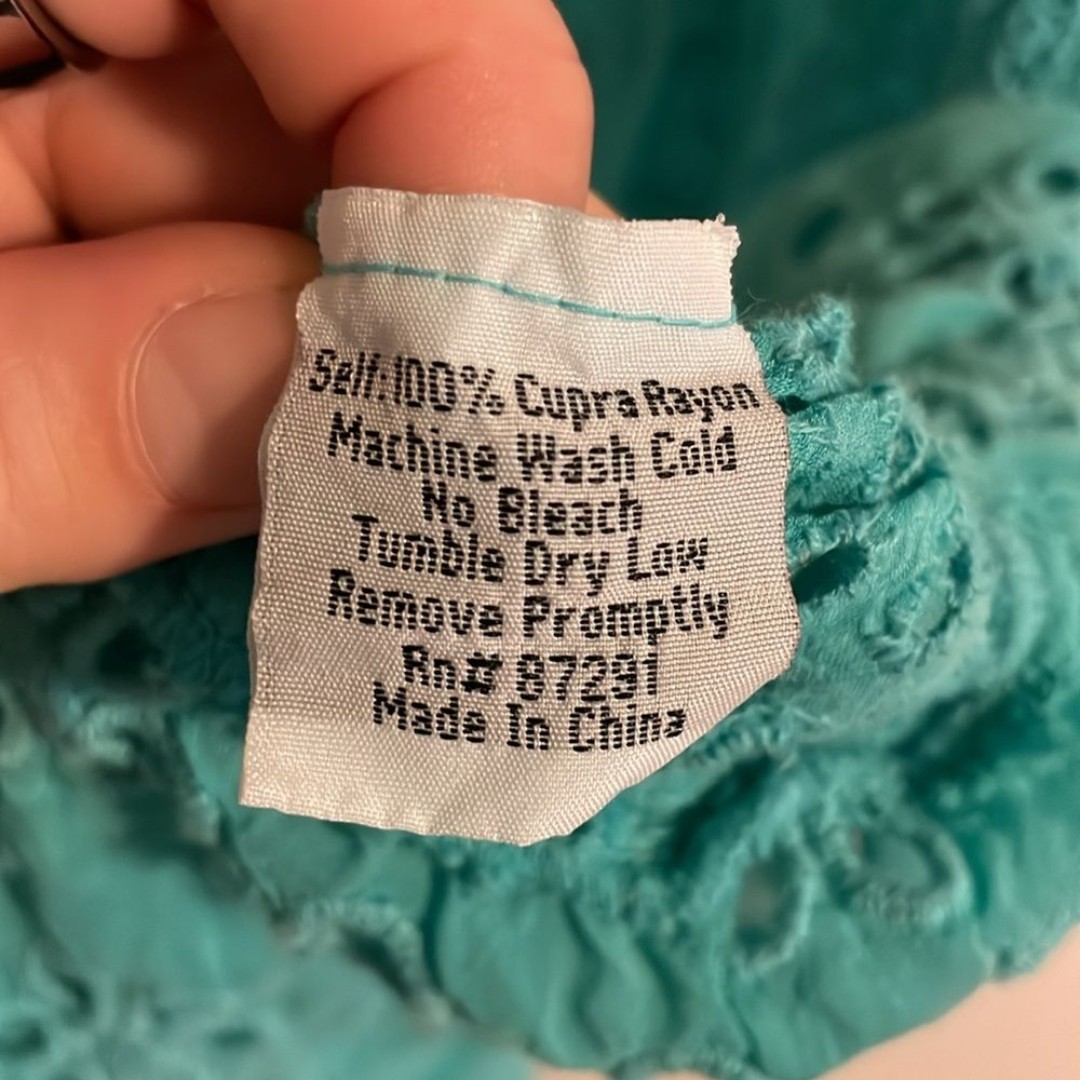 Self: 100% Cupra Rayon
Machine Wash Cold
No Bleach
Tumble Dry Low
Remove Promptly
Rn# 87291
Made In China